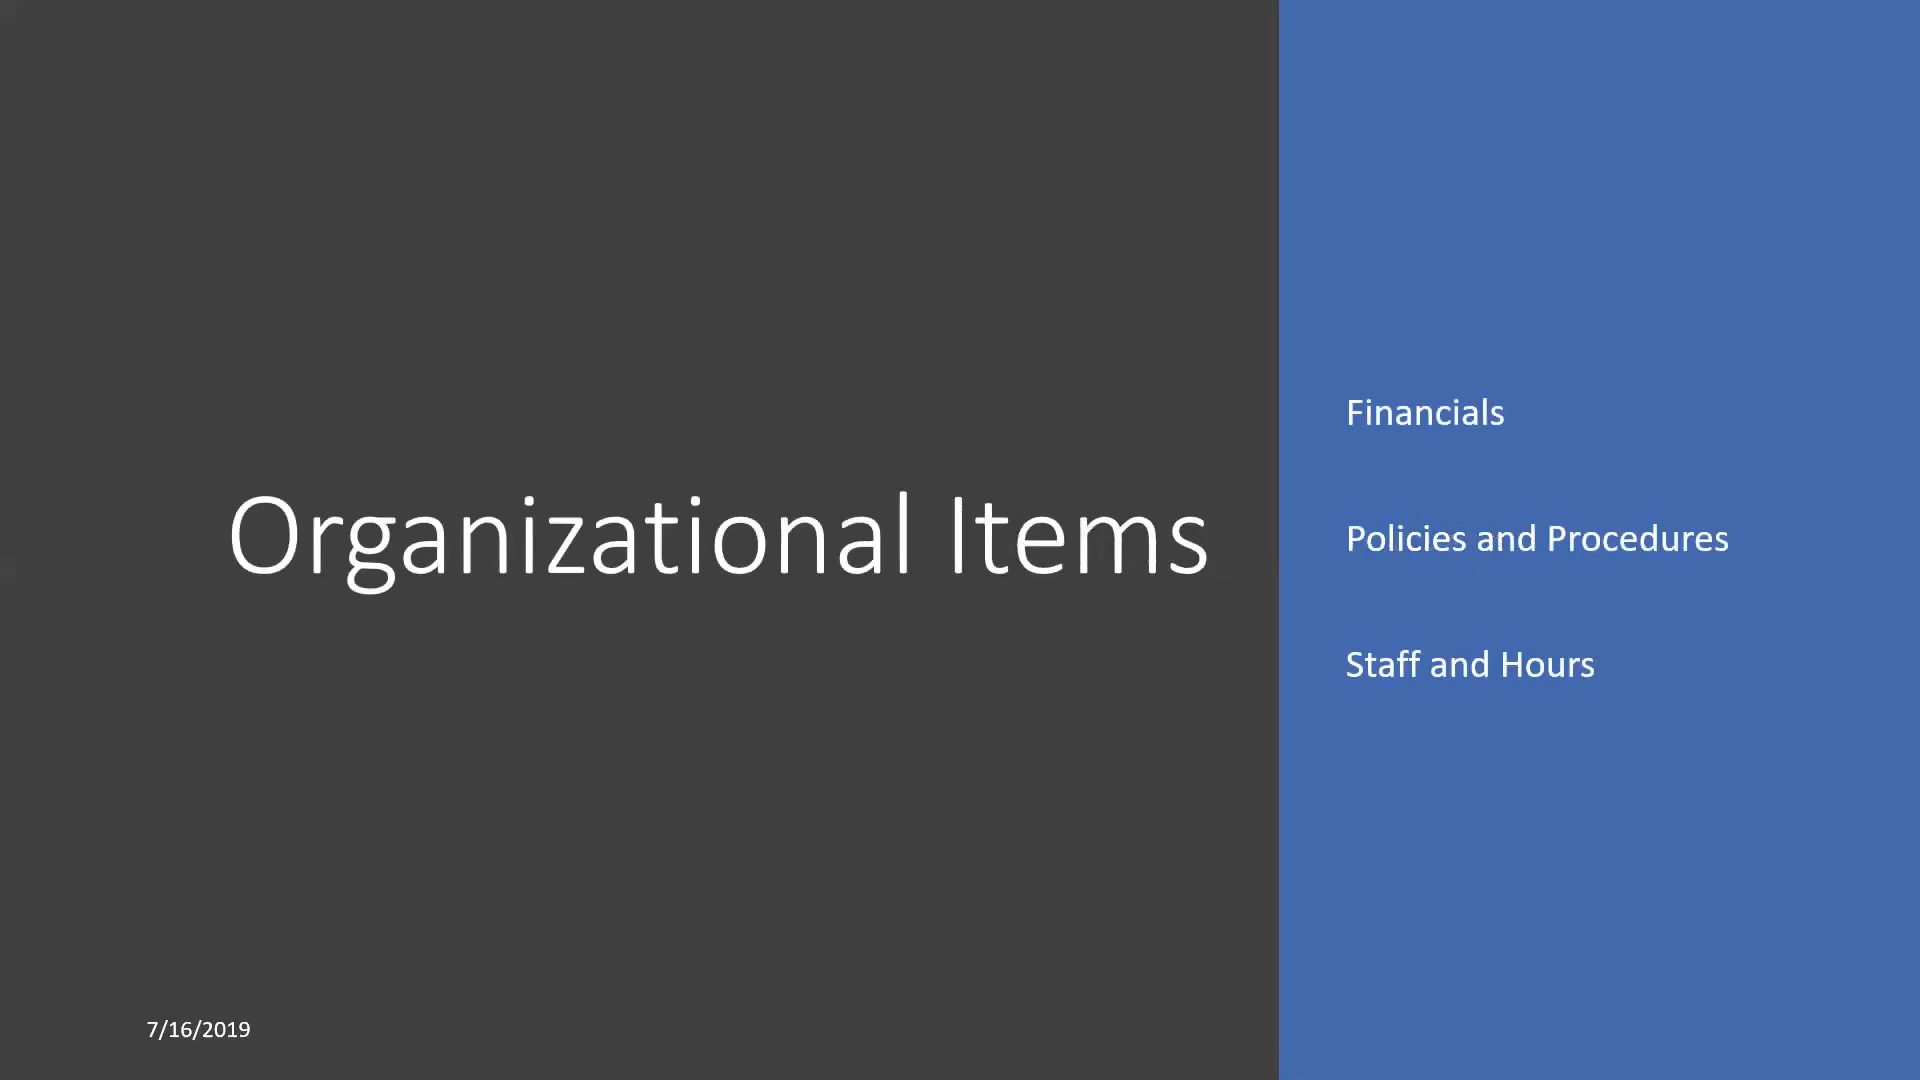 Organizational Items
Financials
Policies and Procedures
Staff and Hours
7/16/2019